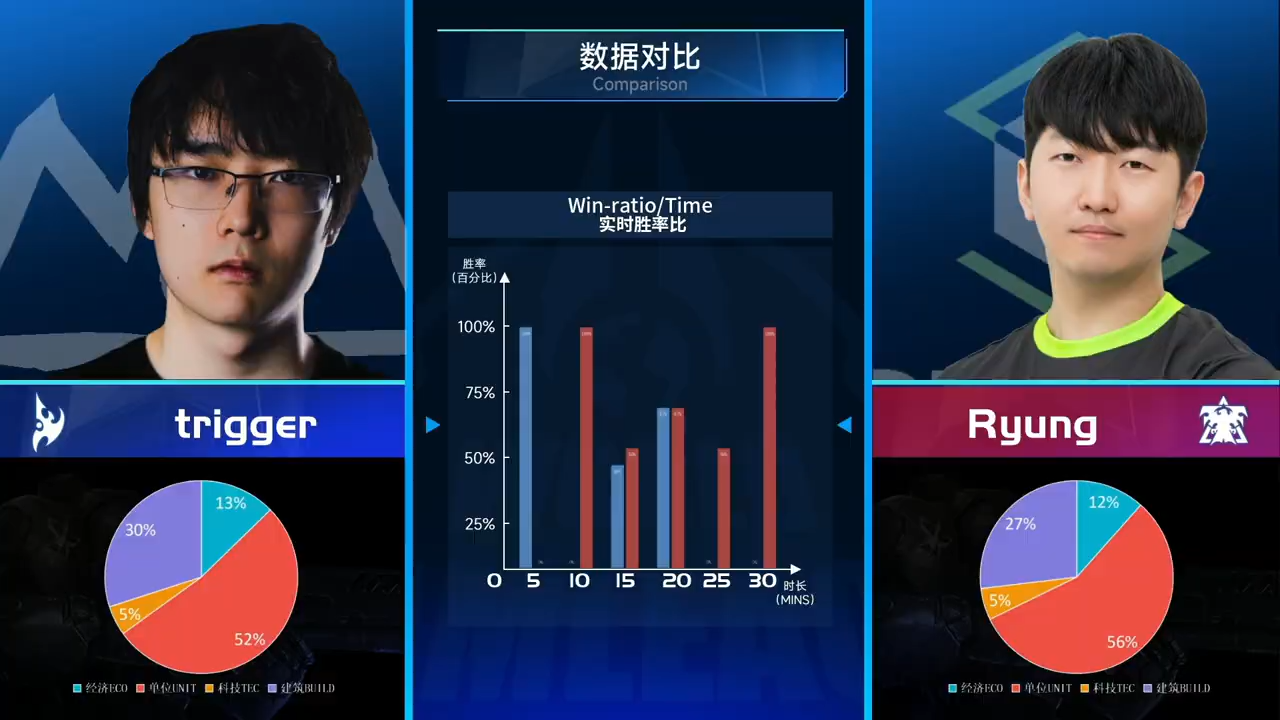 数据对比
Comparison
Win-ratio/Time
实时胜率比
胜率
(百分比)
100%
75%
50%
25%
0 5 10 15 20 25 30
时长
(MINS)
trigger
Ryung
13%
30%
5%
52%
经济ECO 单位UNIT 科技TEC 建筑BUILD
12%
27%
5%
56%
经济ECO 单位UNIT 科技TEC 建筑BUILD